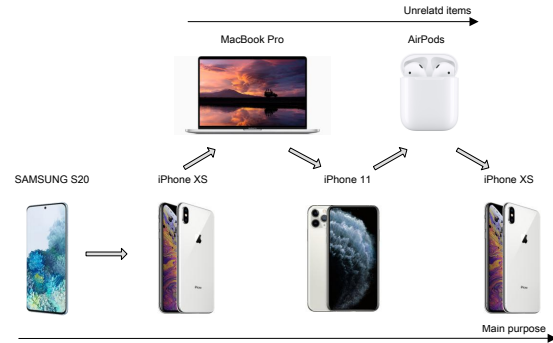 Unrelatd items
MacBook Pro
AirPods
SAMSUNG S20
iPhone XS
iPhone 11
iPhone XS
Main purpose